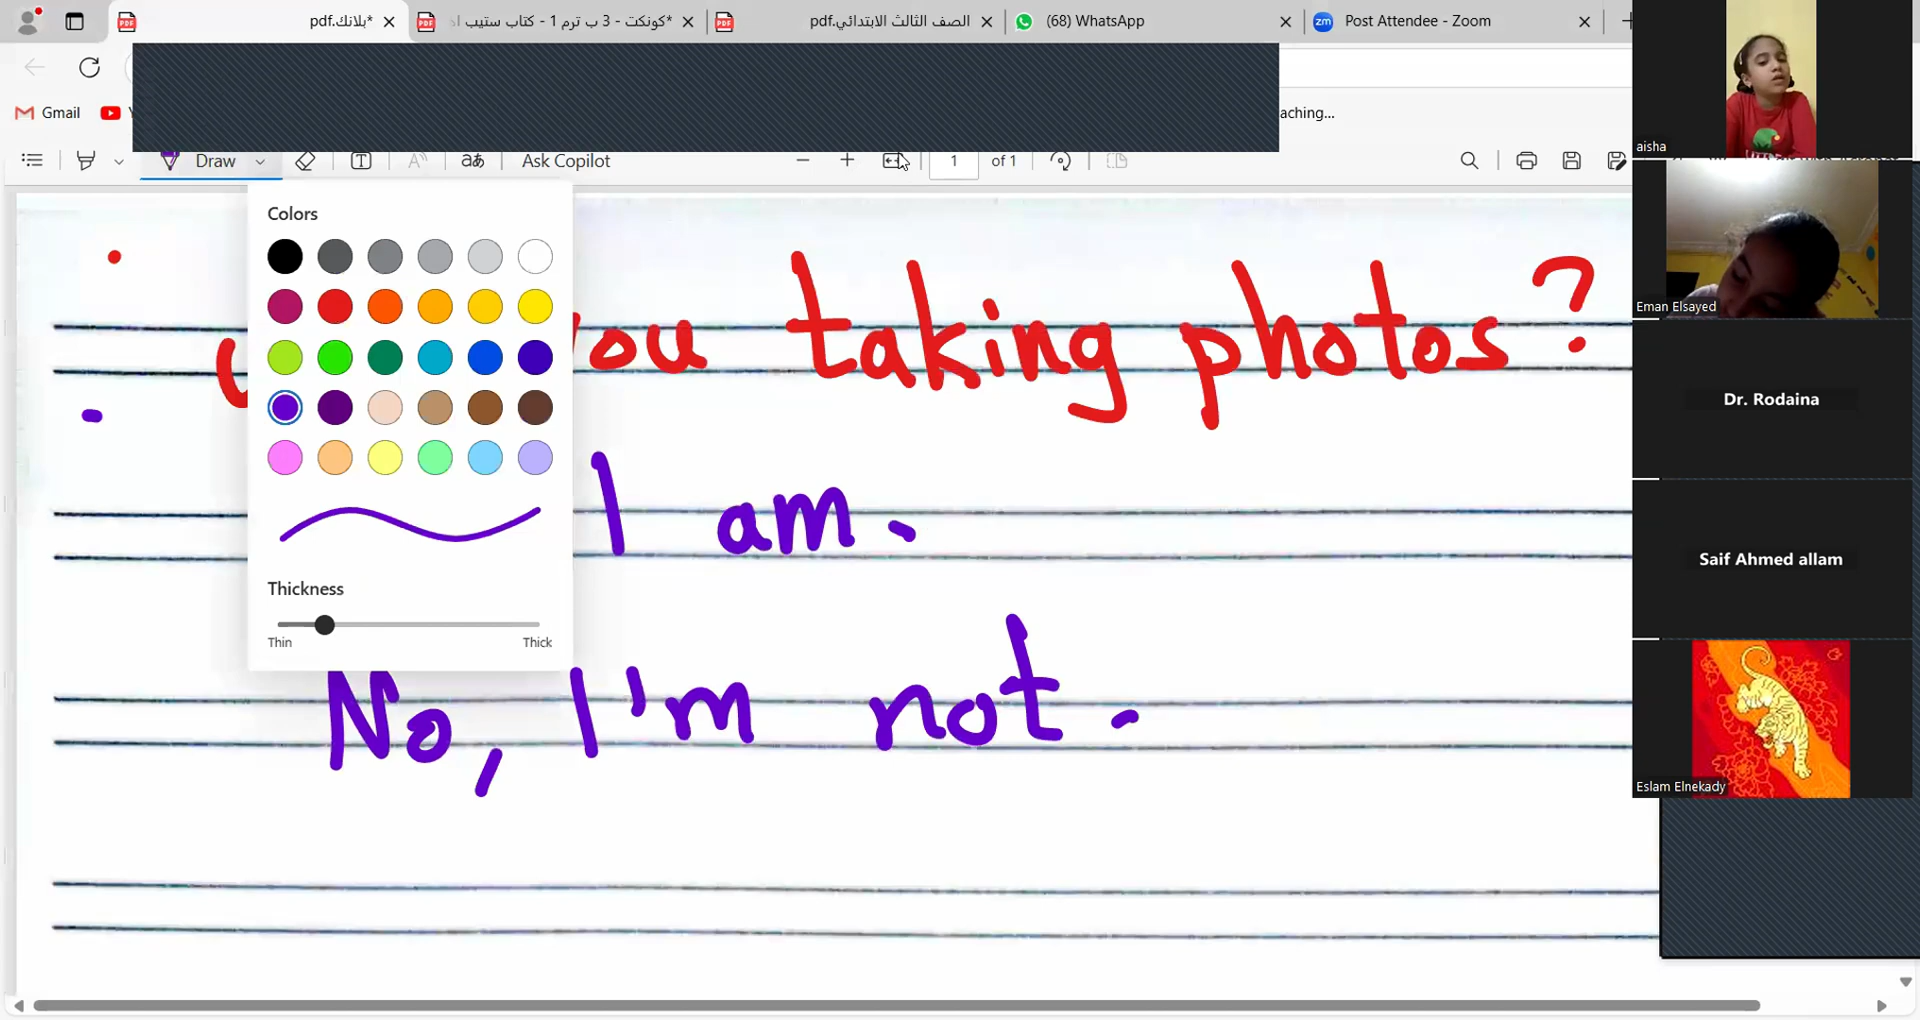 *بلانك.pdf
*كونكت - 3 ب ترم 1 - كتاب ستيب
الصف الثالث الابتدائي.pdf
(68) WhatsApp
zm Post Attendee - Zoom
Gmail
aching...
Draw
Ask Copilot
1 of 1
Colors
Thickness
Thin Thick
you taking photos?
I am.
No, I'm not.
aisha
Eman Elsayed
Dr. Rodaina
Saif Ahmed allam
Eslam Elnekady